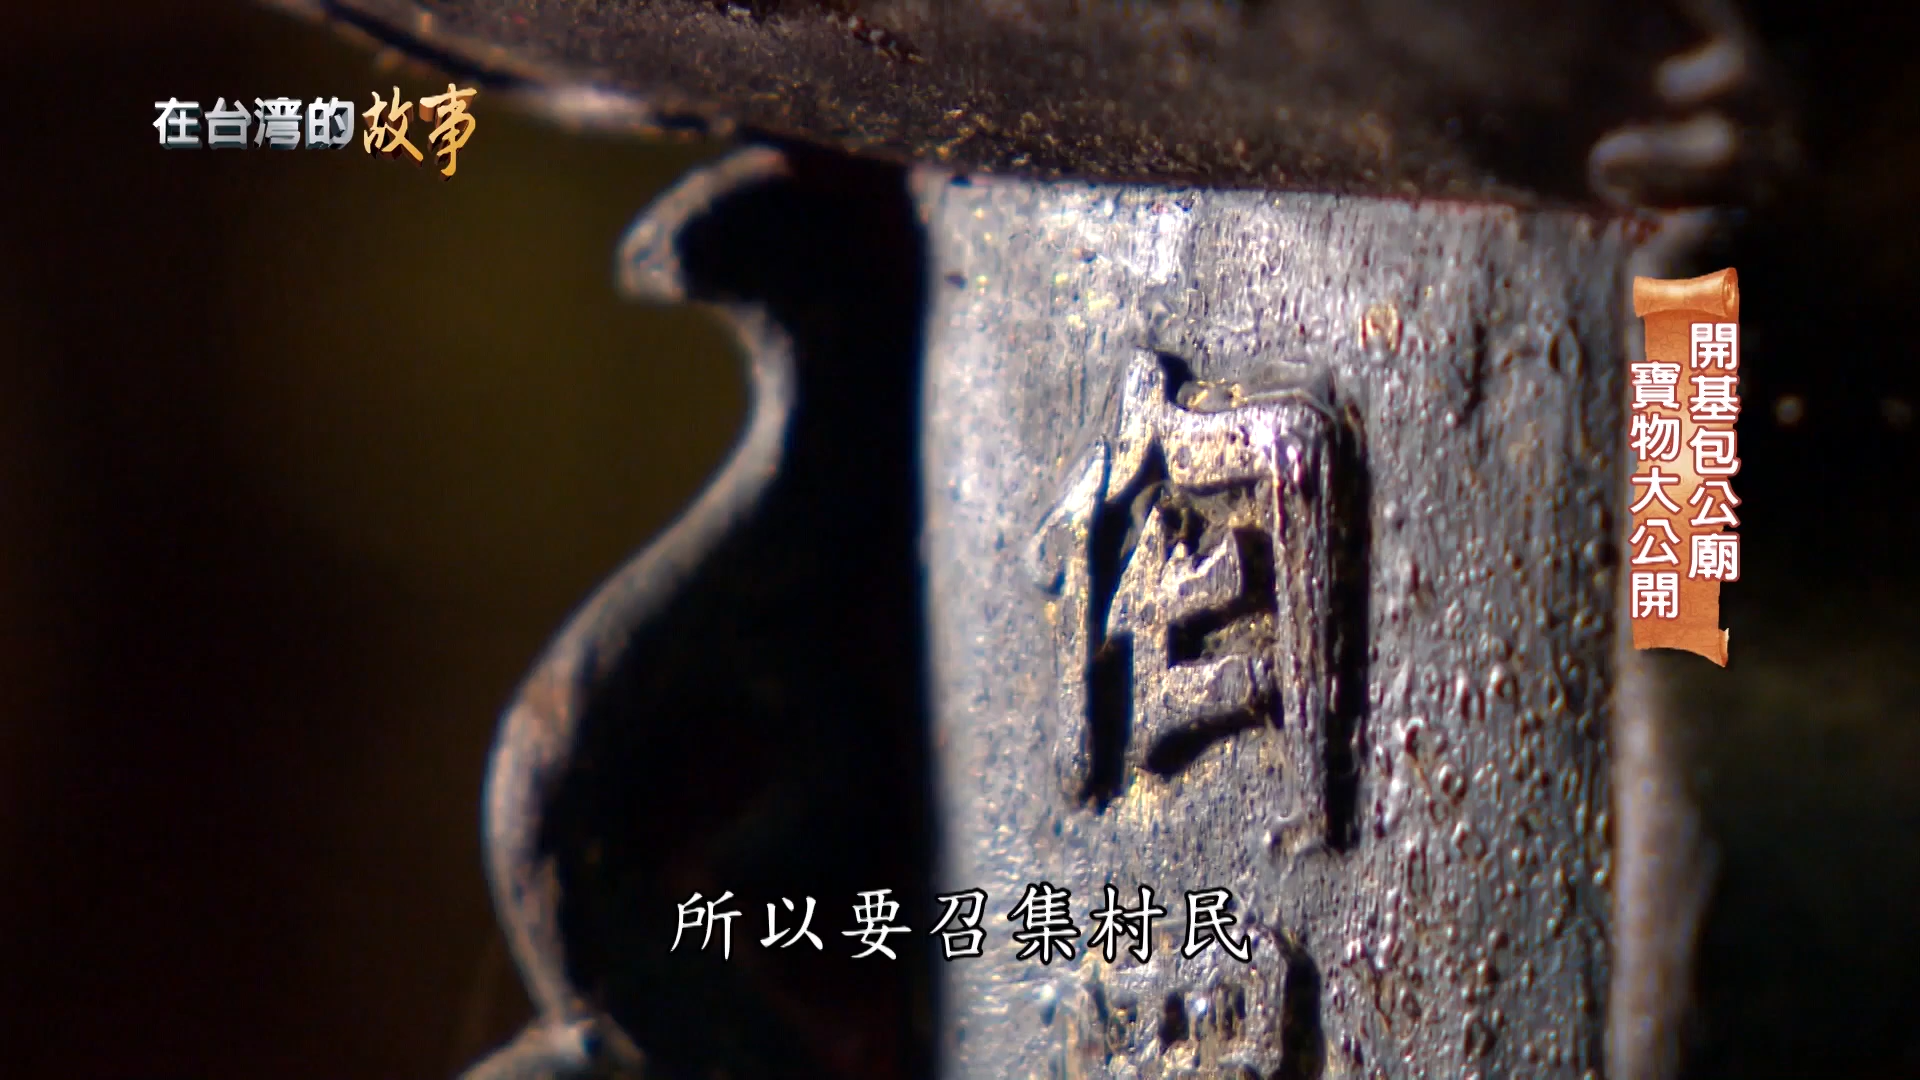 在台湾的故事
開基包公廟
寶物大公開
所以要召集村民